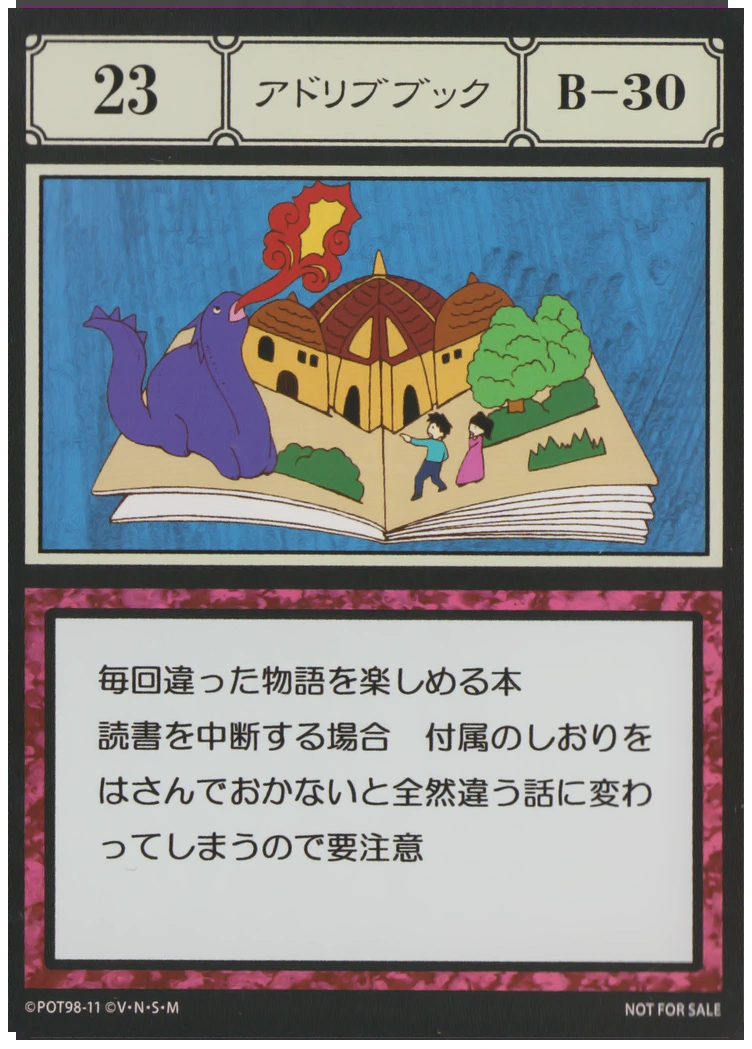 23
アドリブブック
B-30
毎回違った物語を楽しめる本
読書を中断する場合　付属のしおりを
はさんでおかないと全然違う話に変わ
ってしまうので要注意
©POT98-11 ©V・N・S・M
NOT FOR SALE